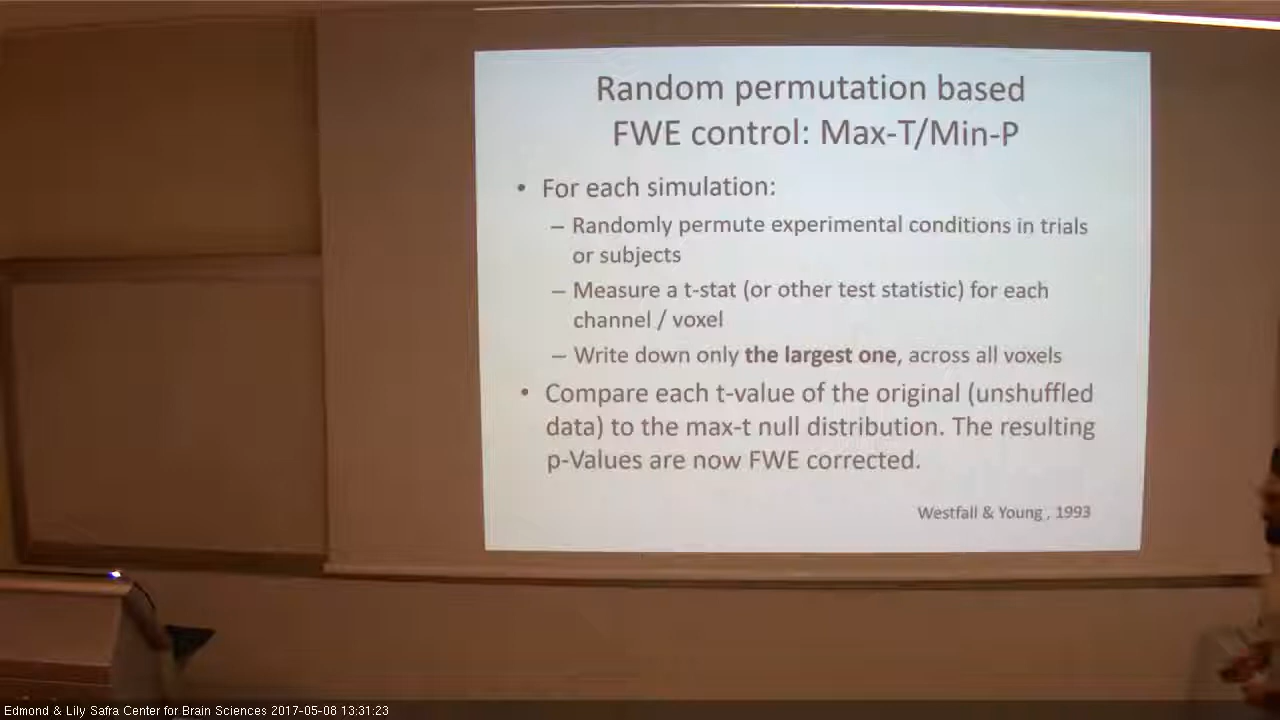 Random permutation based
FWE control: Max-T/Min-P
• For each simulation:
– Randomly permute experimental conditions in trials
or subjects
– Measure a t-stat (or other test statistic) for each
channel / voxel
– Write down only the largest one, across all voxels
• Compare each t-value of the original (unshuffled
data) to the max-t null distribution. The resulting
p-Values are now FWE corrected.
Westfall & Young , 1993
Edmond & Lily Safra Center for Brain Sciences 2017-05-08 13:31:23